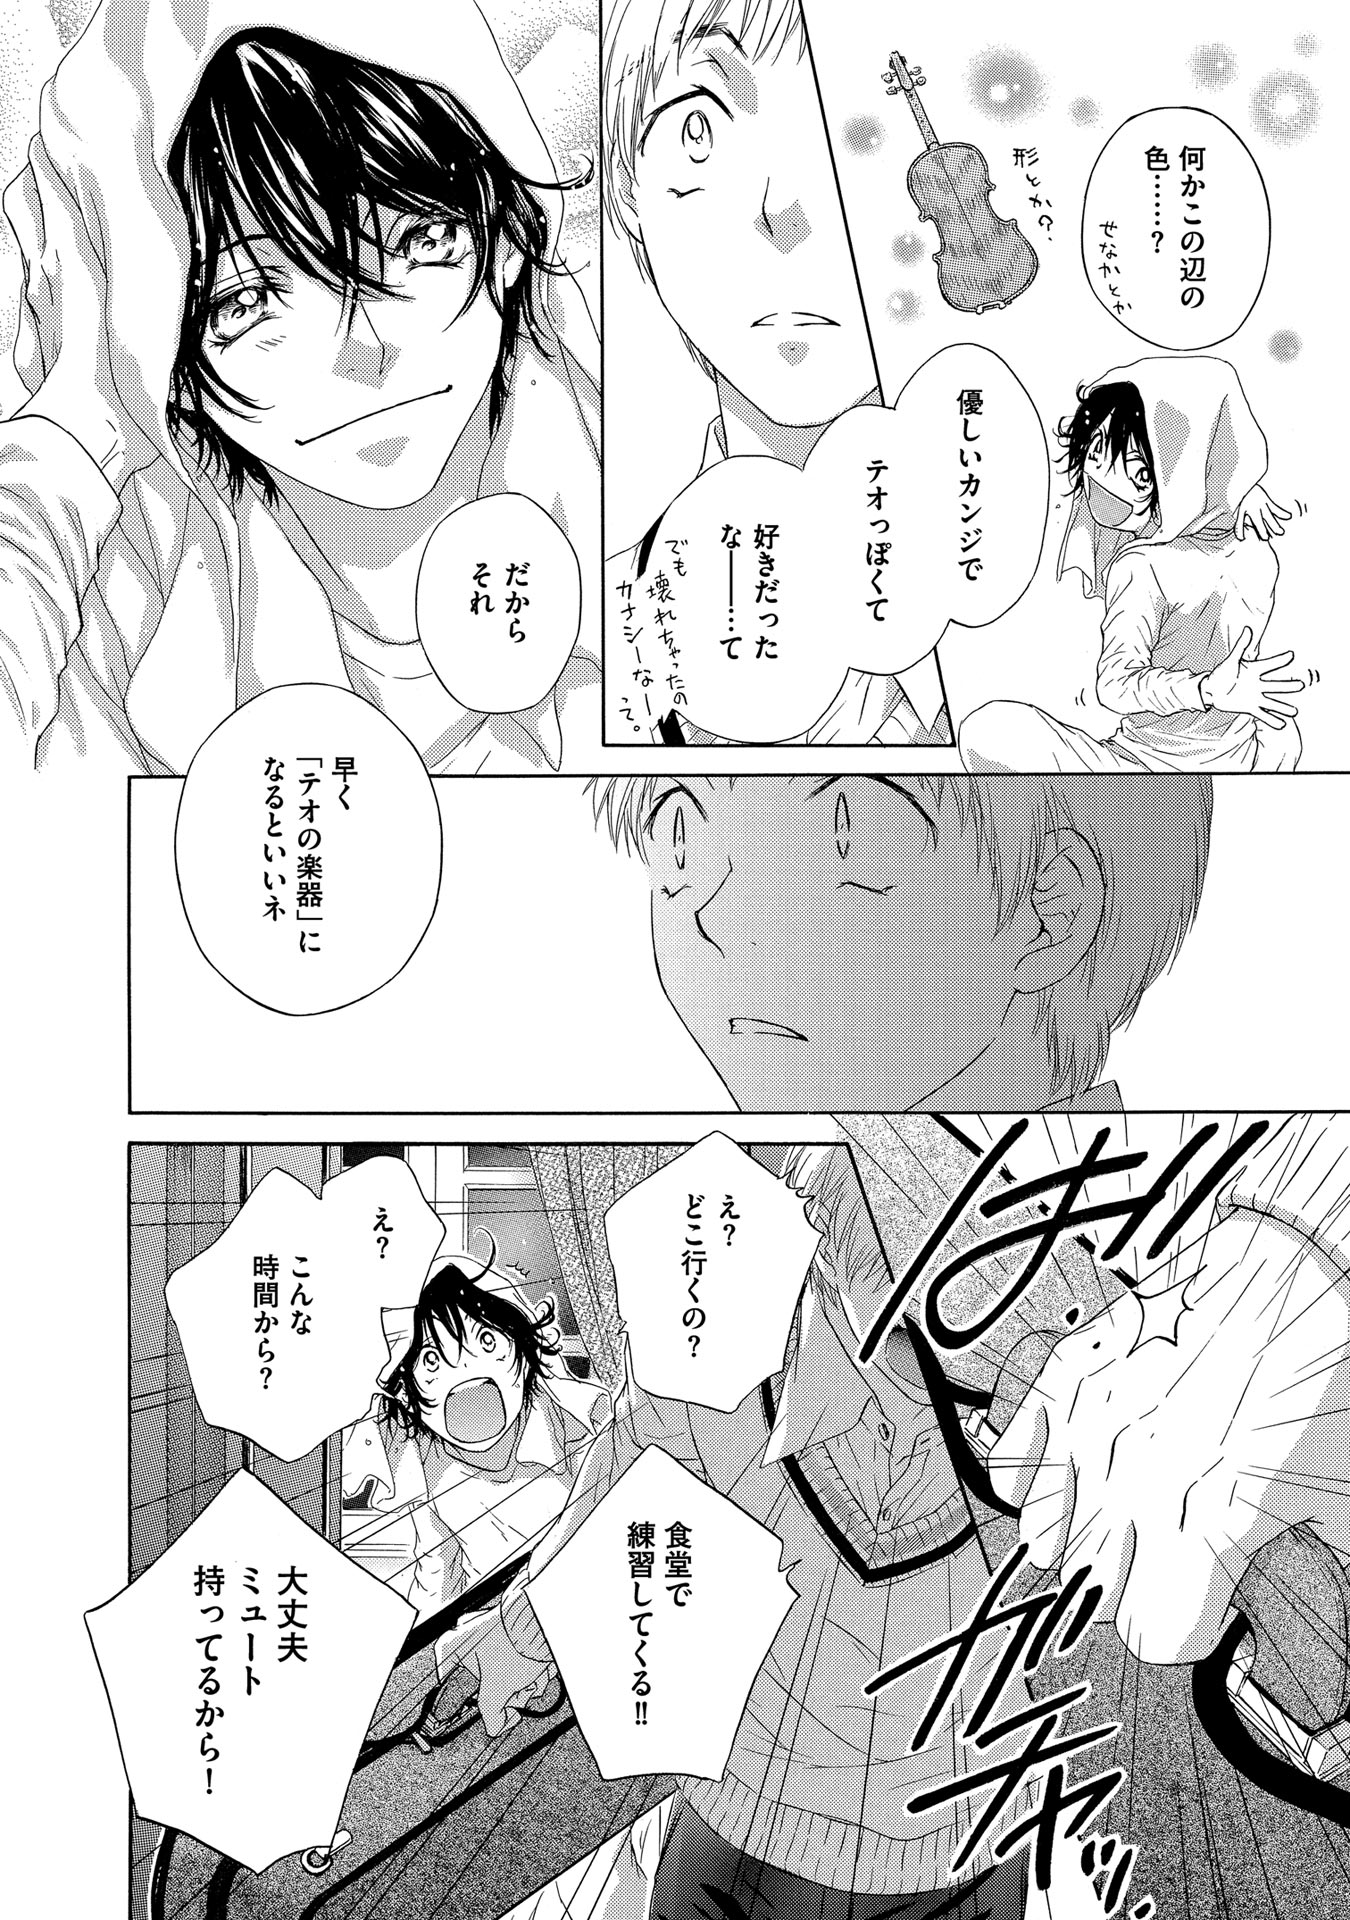 何かこの辺の
色……?
せなかとか
形とか?
優しいカンジで
テオっぽくて
好きだった
な――…て
でも壊れちゃったの
カナシーなー
って。
だから
それ
早く
「テオの楽器」に
なるといいネ
ばっ!!
ガチャッ
え?
どこ行くの?
え?
こんな
時間から?
食堂で
練習してくる!!
大丈夫
ミュート
持ってるから!